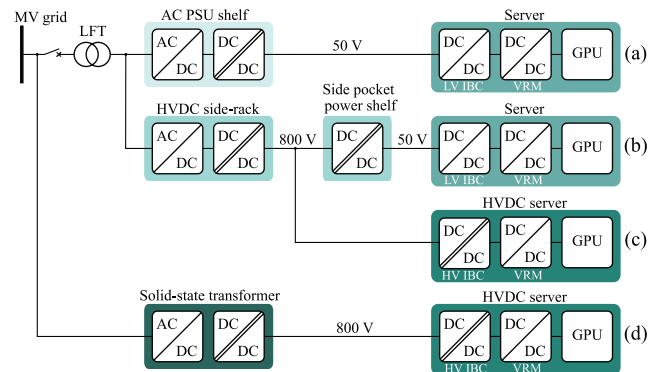 MV grid
LFT
AC PSU shelf
AC
DC
DC
DC
50 V
Server
DC
DC
LV IBC
DC
DC
VRM
GPU
(a)
HVDC side-rack
AC
DC
DC
DC
800 V
Side pocket
power shelf
DC
DC
50 V
Server
DC
DC
LV IBC
DC
DC
VRM
GPU
(b)
HVDC server
DC
DC
HV IBC
DC
DC
VRM
GPU
(c)
Solid-state transformer
AC
DC
DC
DC
800 V
HVDC server
DC
DC
HV IBC
DC
DC
VRM
GPU
(d)